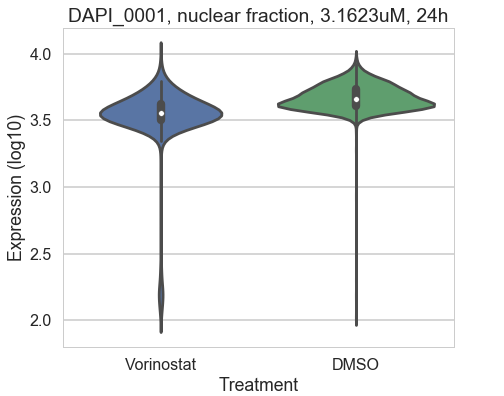 DAPI_0001, nuclear fraction, 3.1623uM, 24h
Expression (log10)
4.0
3.5
3.0
2.5
2.0
Vorinostat
DMSO
Treatment